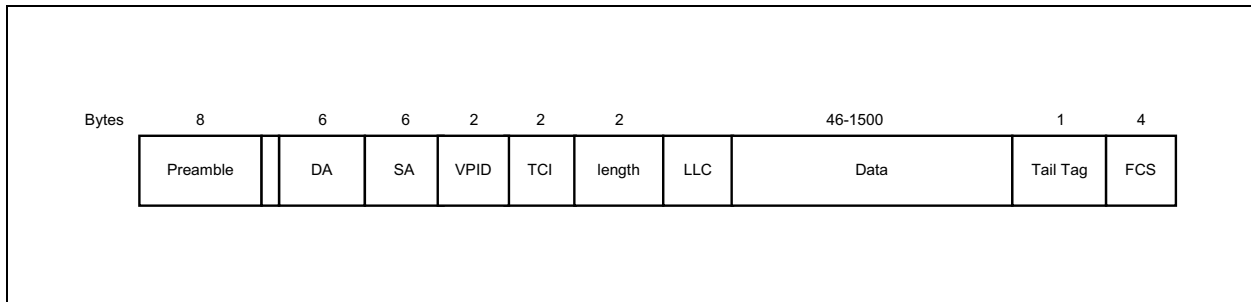 Bytes 8 6 6 2 2 2 46-1500 1 4
Preamble DA SA VPID TCI length LLC Data Tail Tag FCS